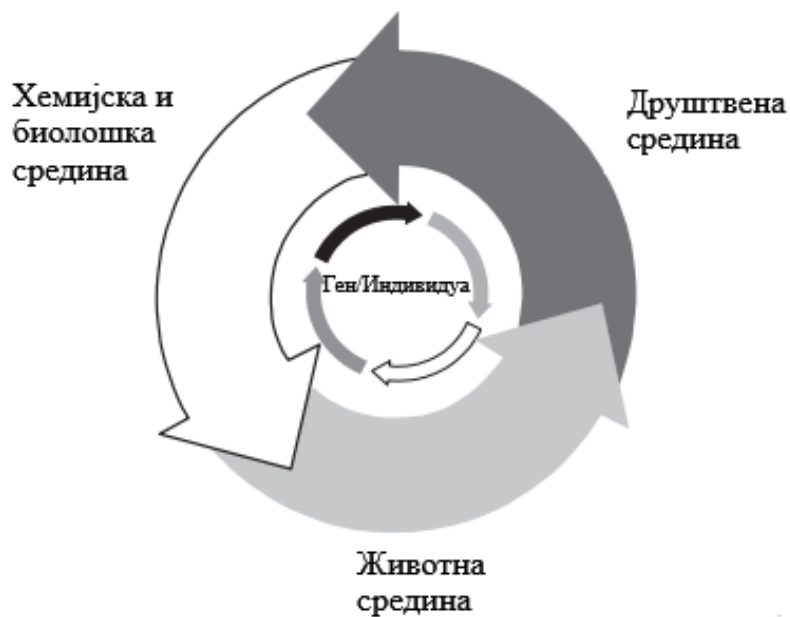 Хемијска и
биолошка
средина
Друштвена
средина
Ген/Индивидуа
Животна
средина